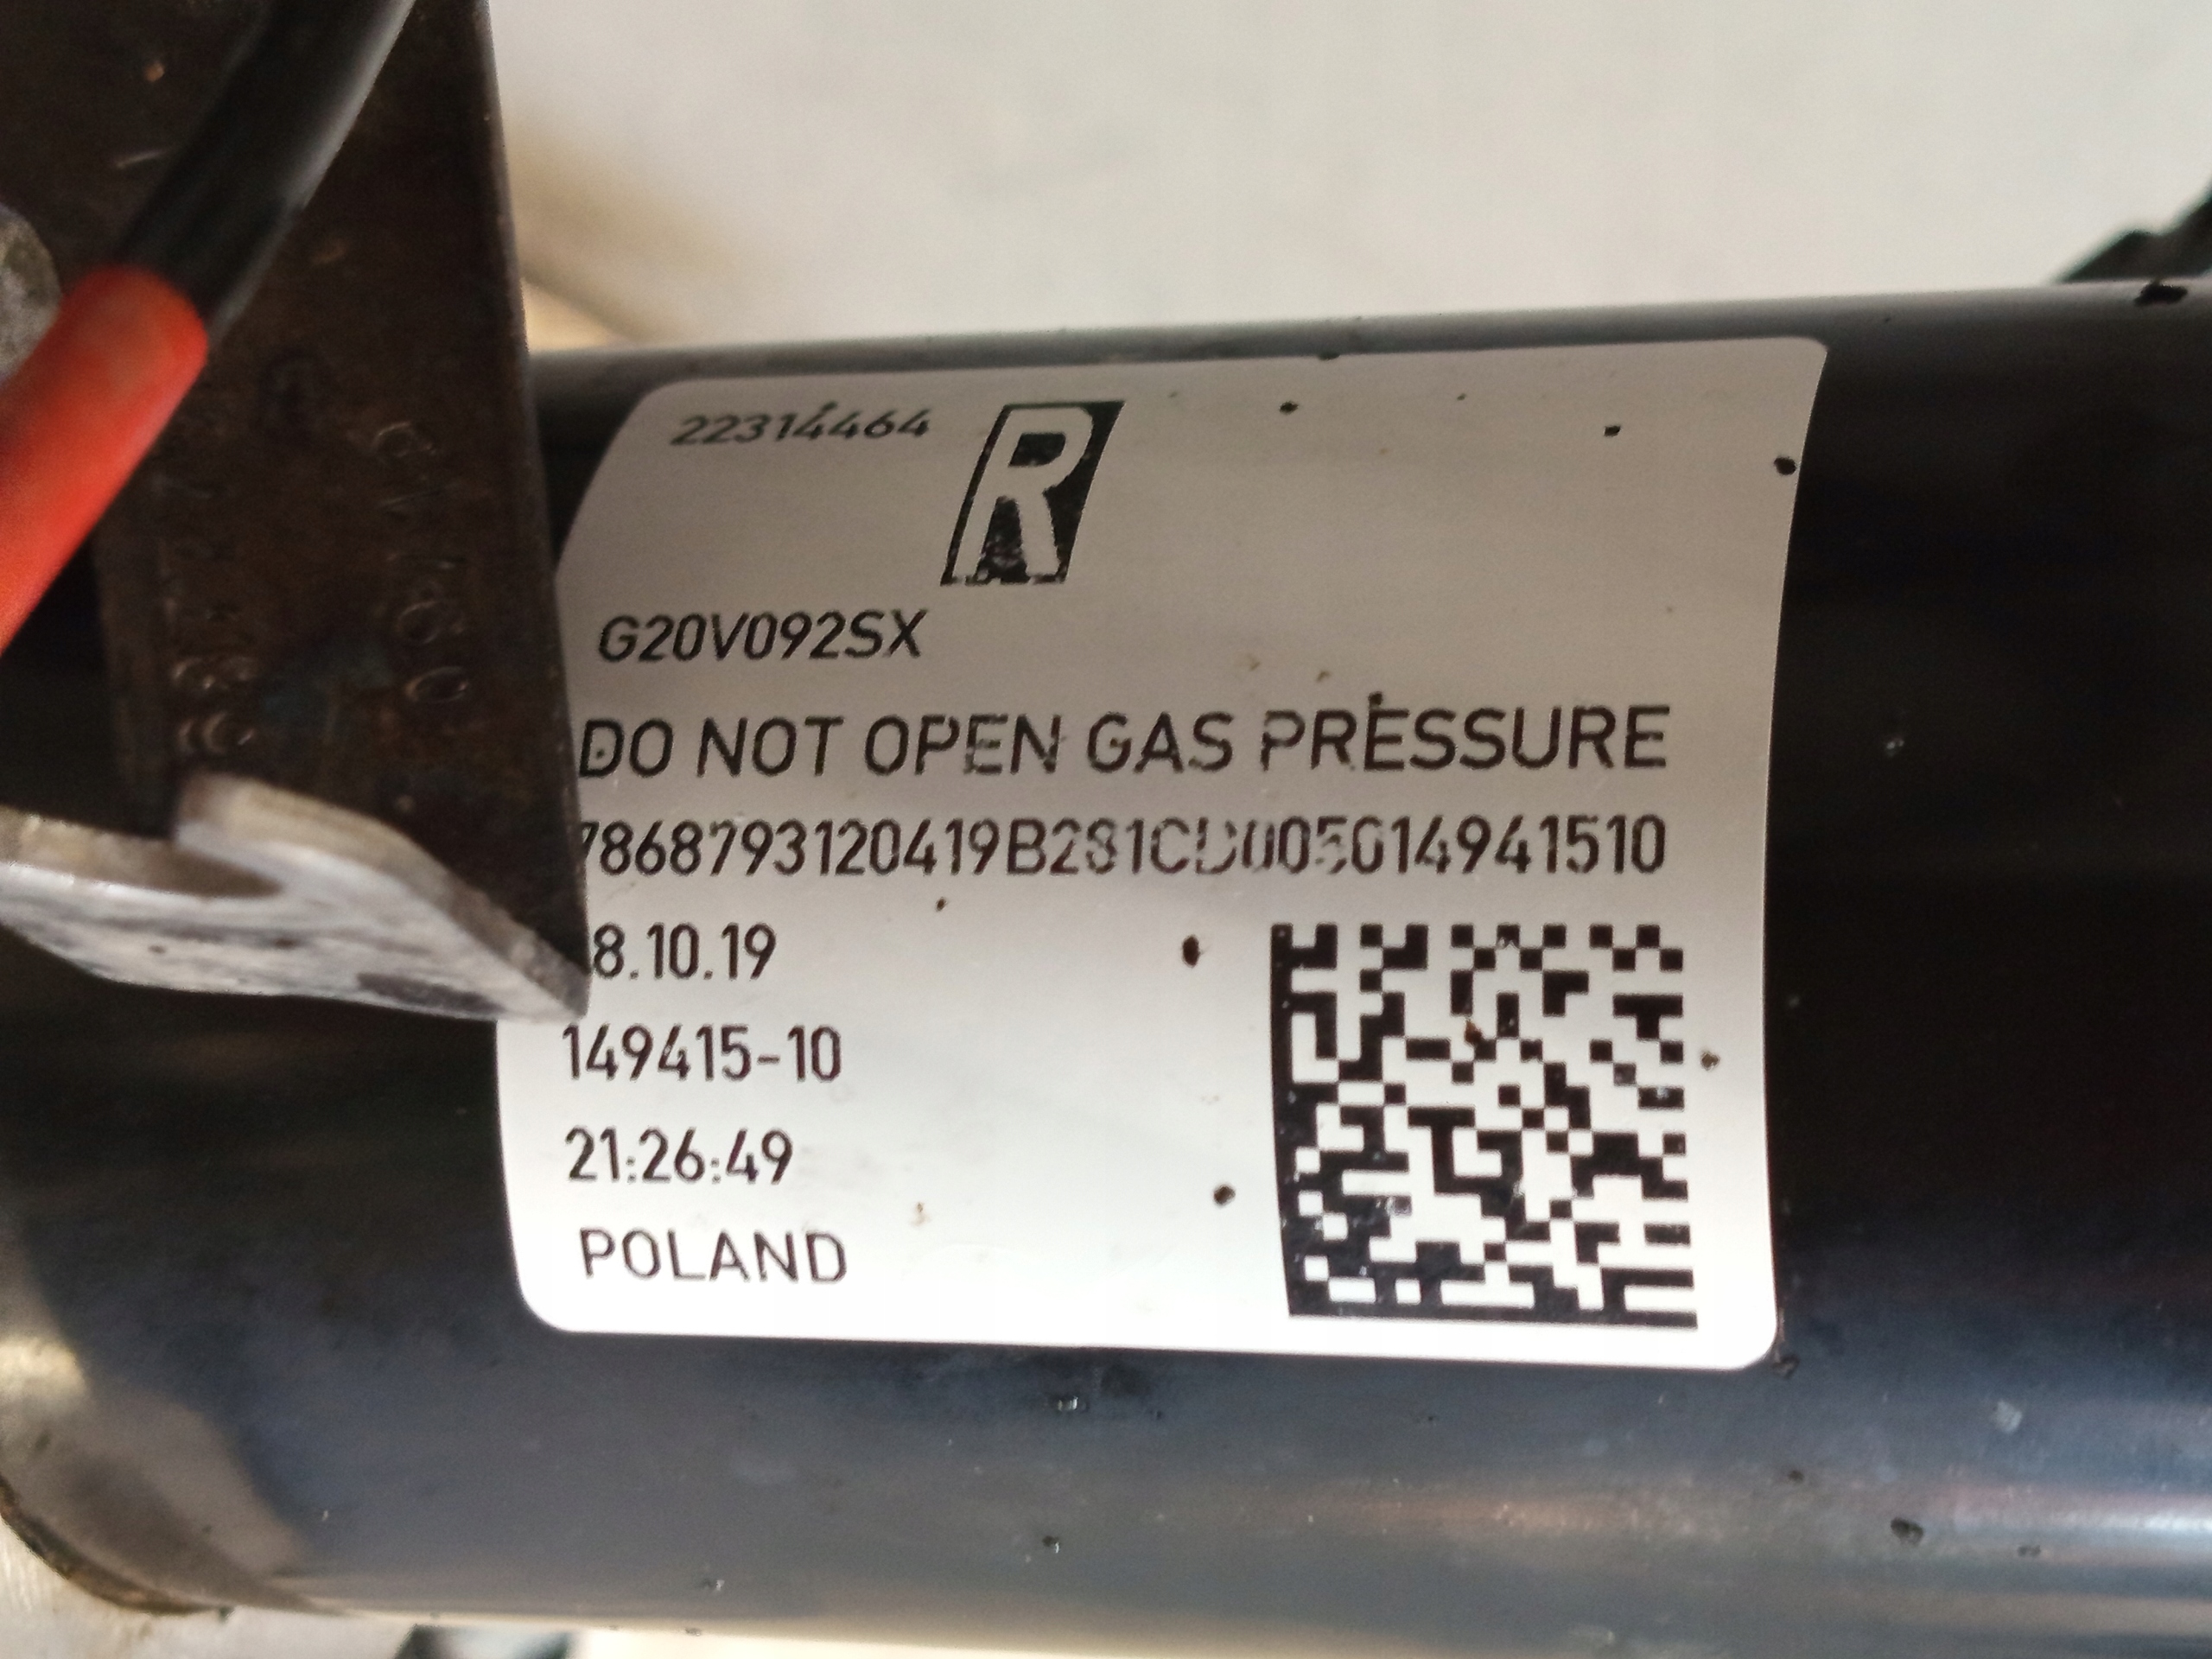 22314464
R
G20V092SX
DO NOT OPEN GAS PRESSURE
8.10.19
149415-10
21:26:49
POLAND